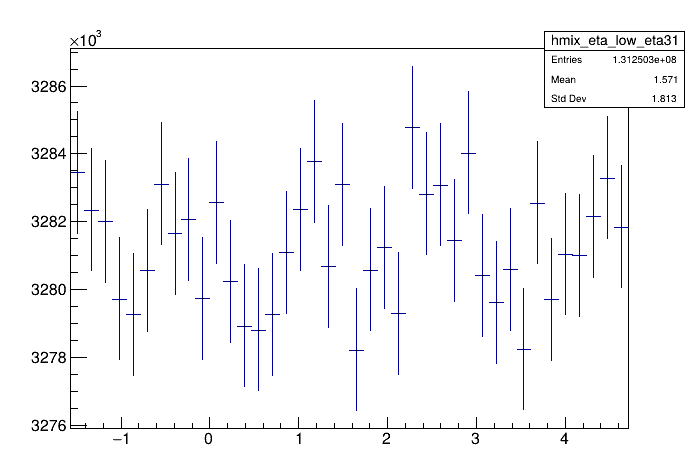 ×10³
hmix_eta_low_eta31
Entries 1.312503e+08
Mean 1.571
Std Dev 1.813
3286
3284
3282
3280
3278
3276
−1 0 1 2 3 4